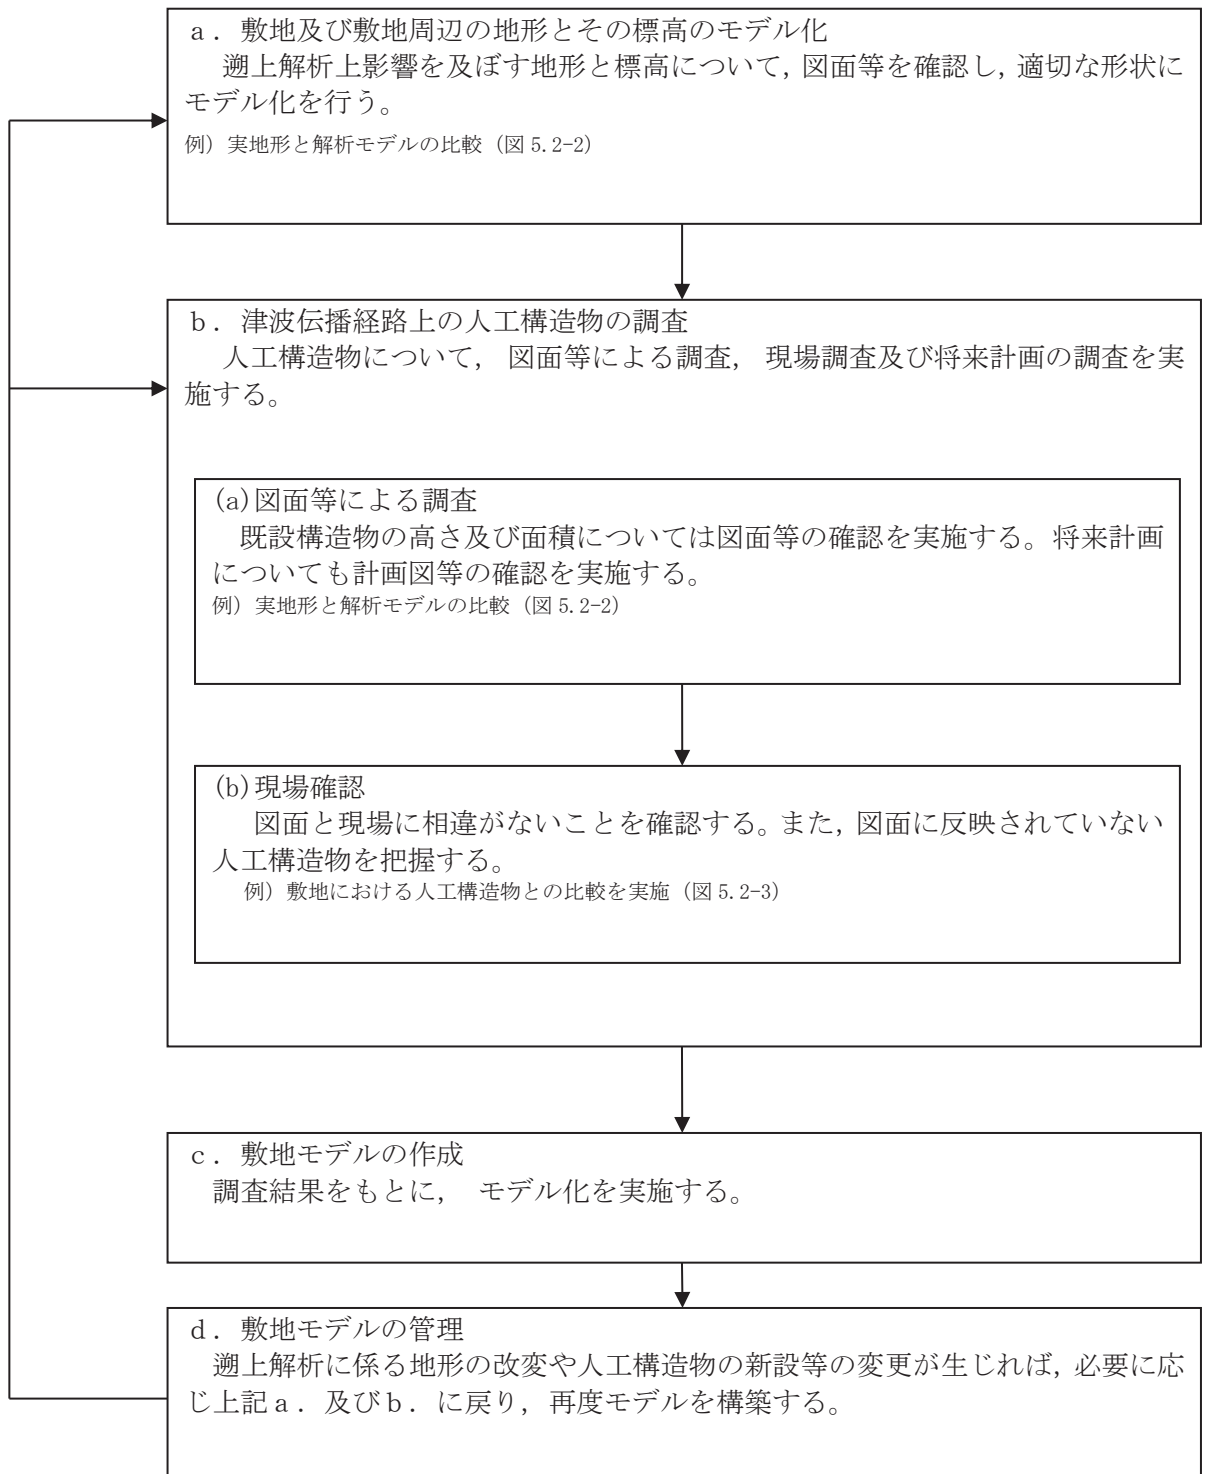 a．敷地及び敷地周辺の地形とその標高のモデル化
遡上解析上影響を及ぼす地形と標高について，図面等を確認し，適切な形状に
モデル化を行う。
例）実地形と解析モデルの比較（図 5.2-2）
b．津波伝播経路上の人工構造物の調査
人工構造物について，図面等による調査，現場調査及び将来計画の調査を実
施する。
(a)図面等による調査
既設構造物の高さ及び面積については図面等の確認を実施する。将来計画
についても計画図等の確認を実施する。
例）実地形と解析モデルの比較（図 5.2-2）
(b)現場確認
図面と現場に相違がないことを確認する。また，図面に反映されていない
人工構造物を把握する。
例）敷地における人工構造物との比較を実施（図 5.2-3）
c．敷地モデルの作成
調査結果をもとに，モデル化を実施する。
d．敷地モデルの管理
遡上解析に係る地形の改変や人工構造物の新設等の変更が生じれば，必要に応
じ上記a．及びb．に戻り，再度モデルを構築する。